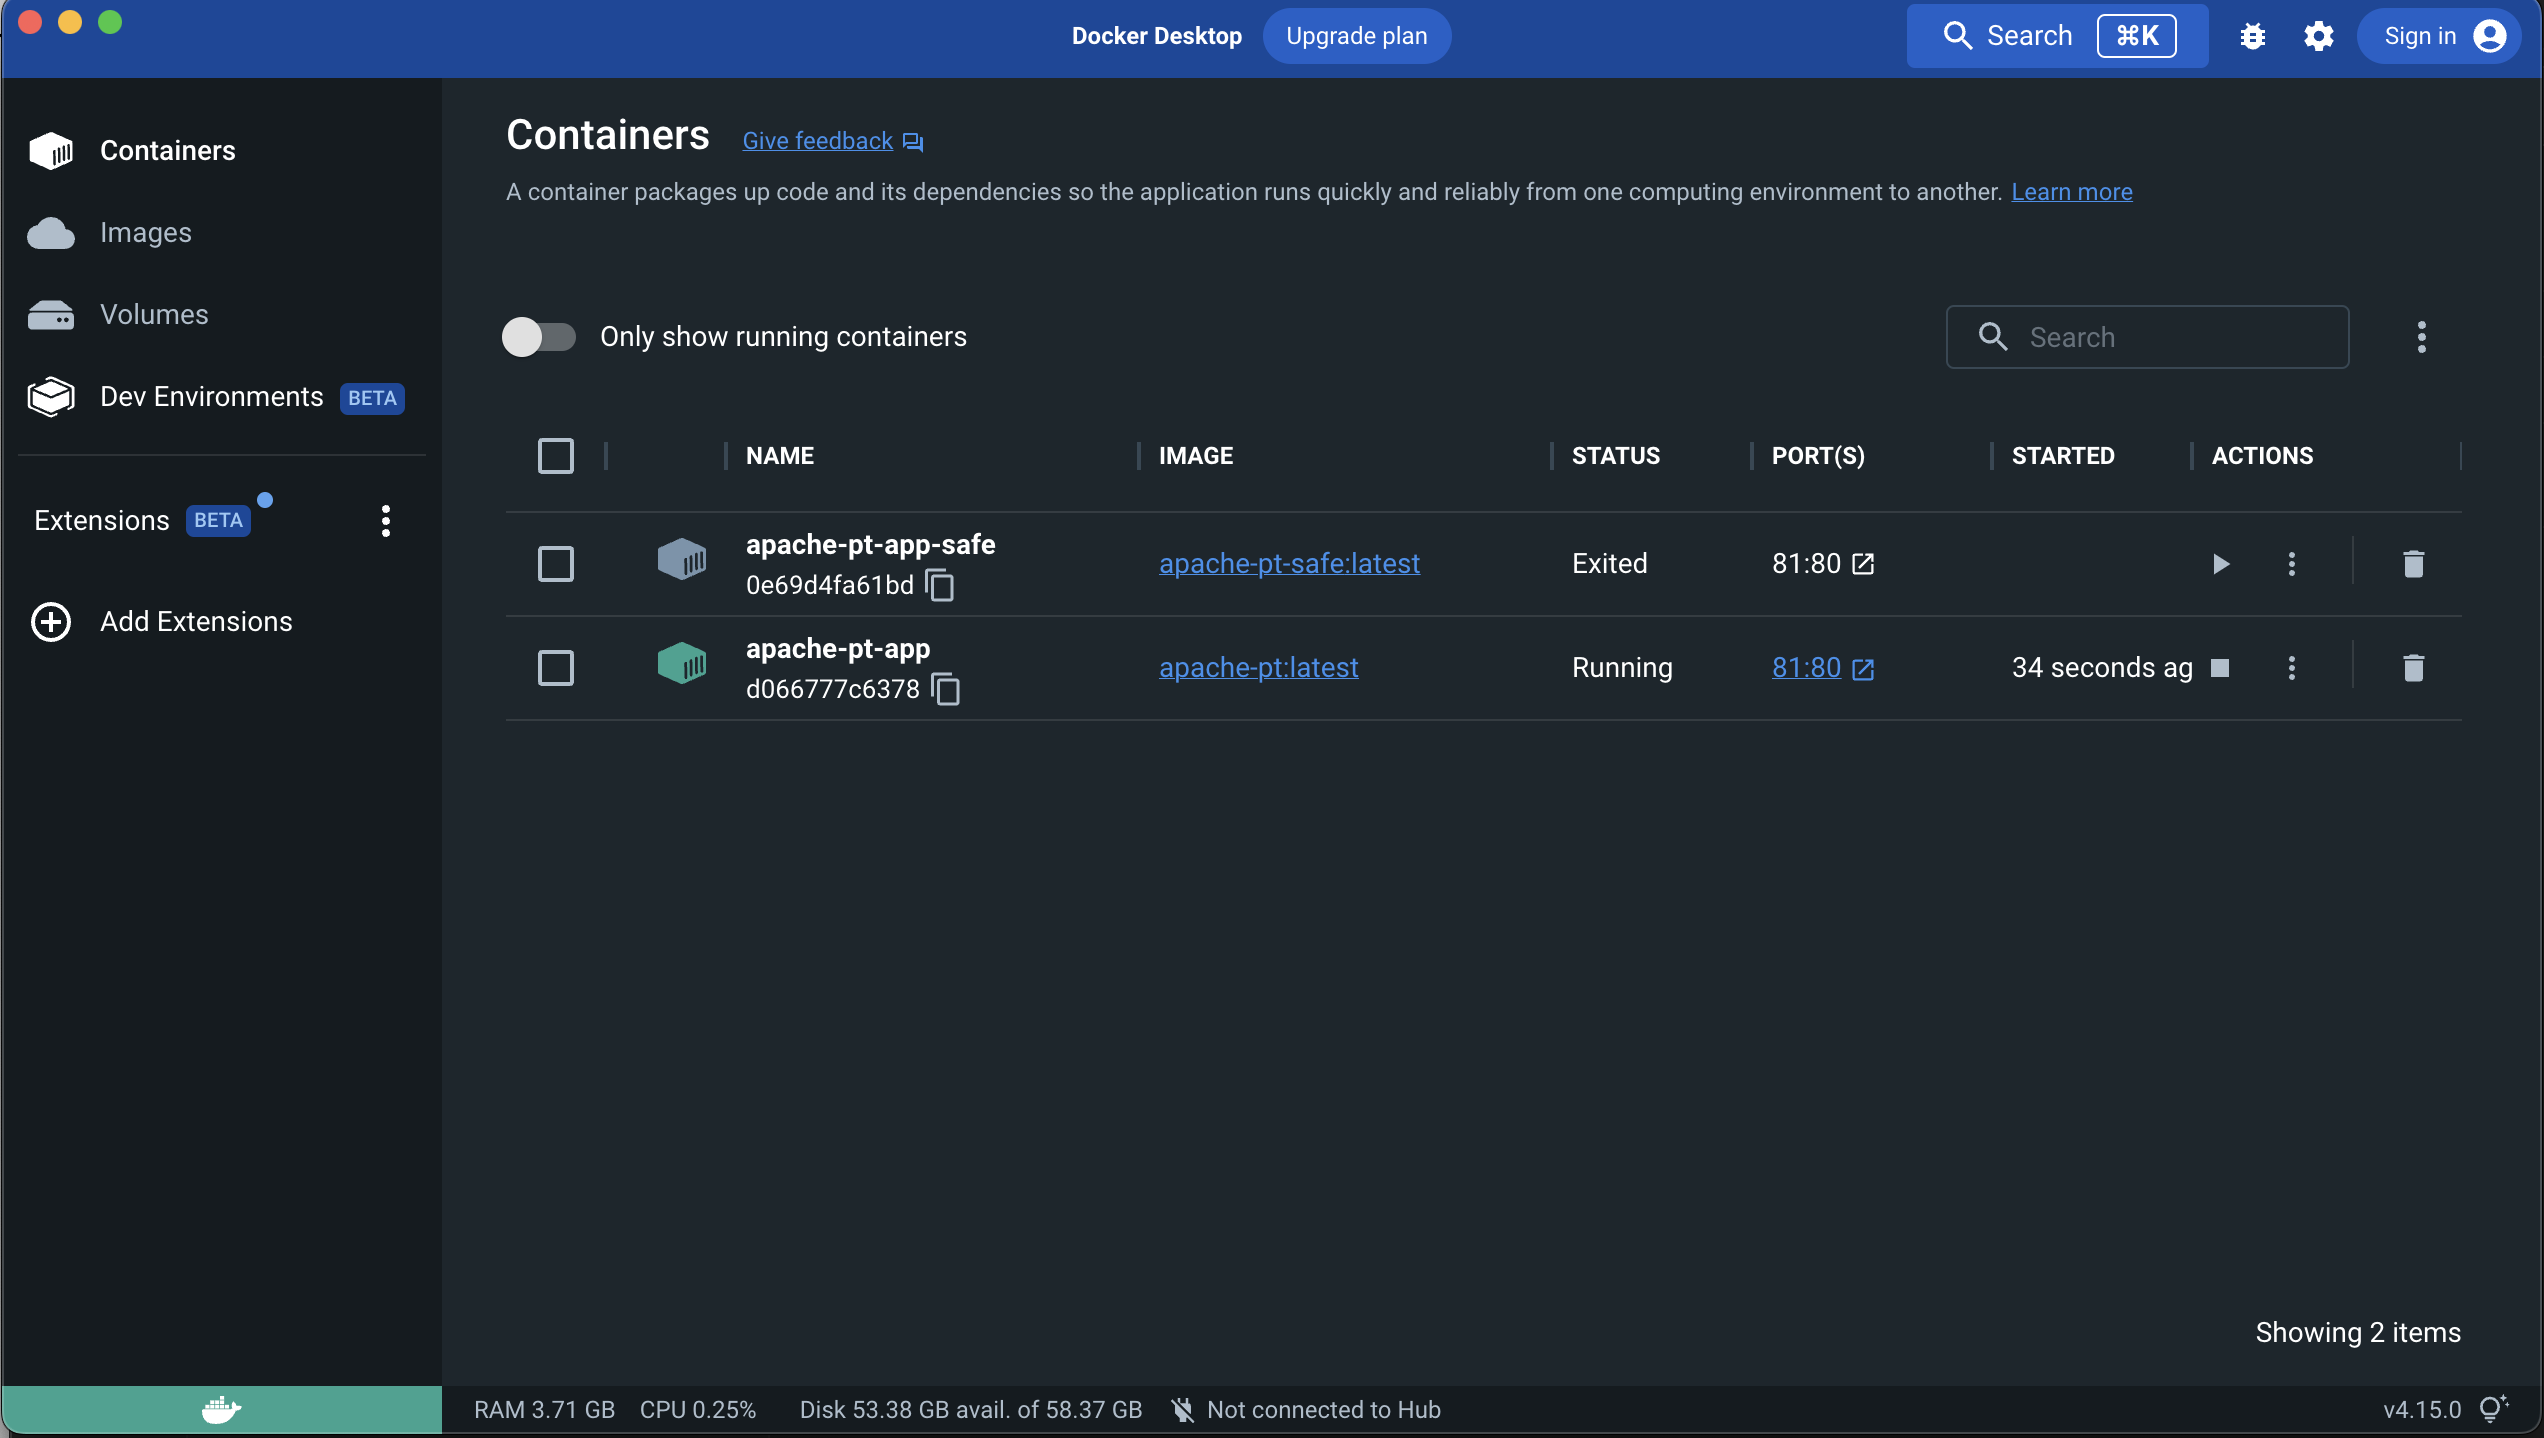 Docker Desktop Upgrade plan Search ⌘K Sign in
Containers
Images
Volumes
Dev Environments BETA
Extensions BETA
Add Extensions
Containers Give feedback
A container packages up code and its dependencies so the application runs quickly and reliably from one computing environment to another. Learn more
Only show running containers Search
NAME IMAGE STATUS PORT(S) STARTED ACTIONS
apache-pt-app-safe
0e69d4fa61bd apache-pt-safe:latest Exited 81:80
apache-pt-app
d066777c6378 apache-pt:latest Running 81:80 34 seconds ag
Showing 2 items
RAM 3.71 GB CPU 0.25% Disk 53.38 GB avail. of 58.37 GB Not connected to Hub v4.15.0